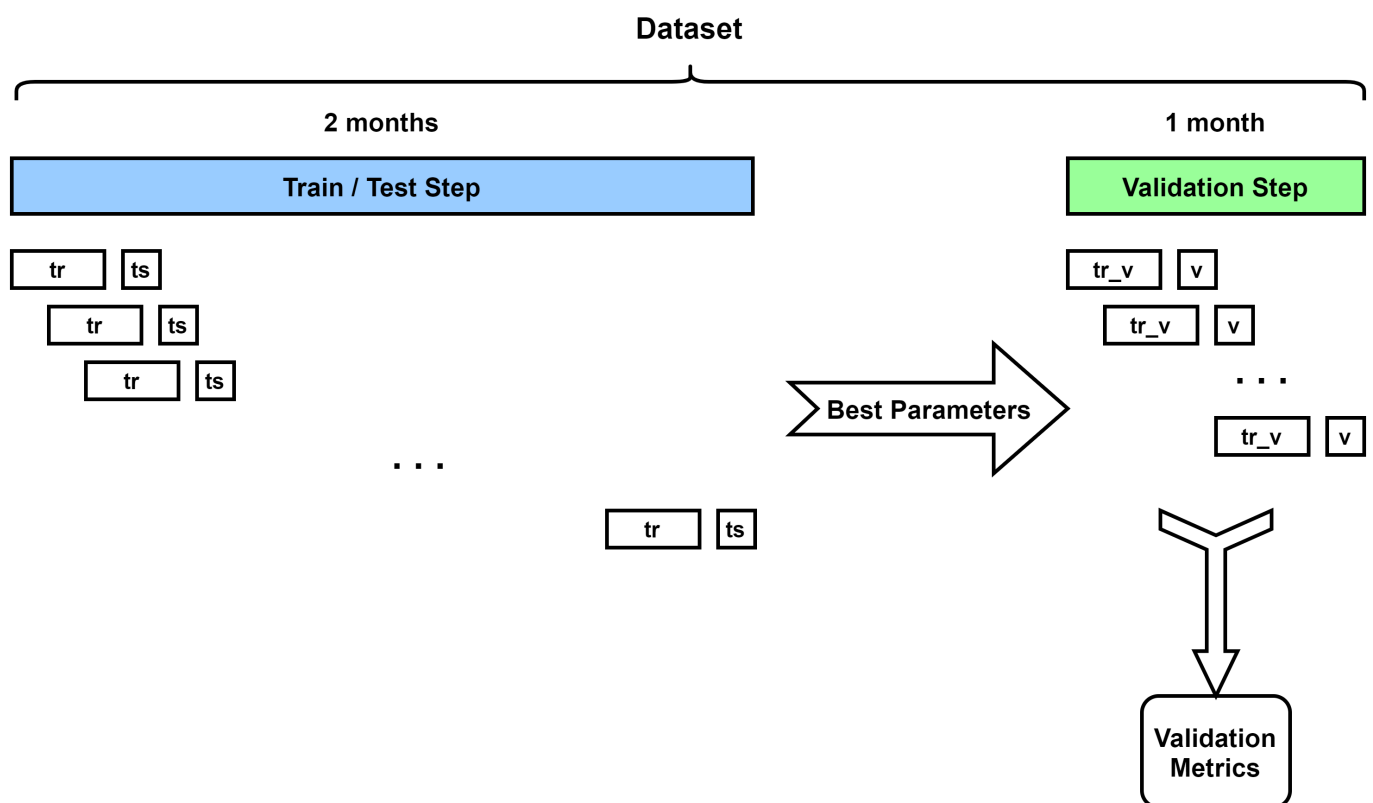 Dataset
2 months
1 month
Train / Test Step
Validation Step
tr ts
tr_v v
tr ts
tr_v v
tr ts
. . .
Best Parameters
tr_v v
. . .
tr ts
Validation
Metrics